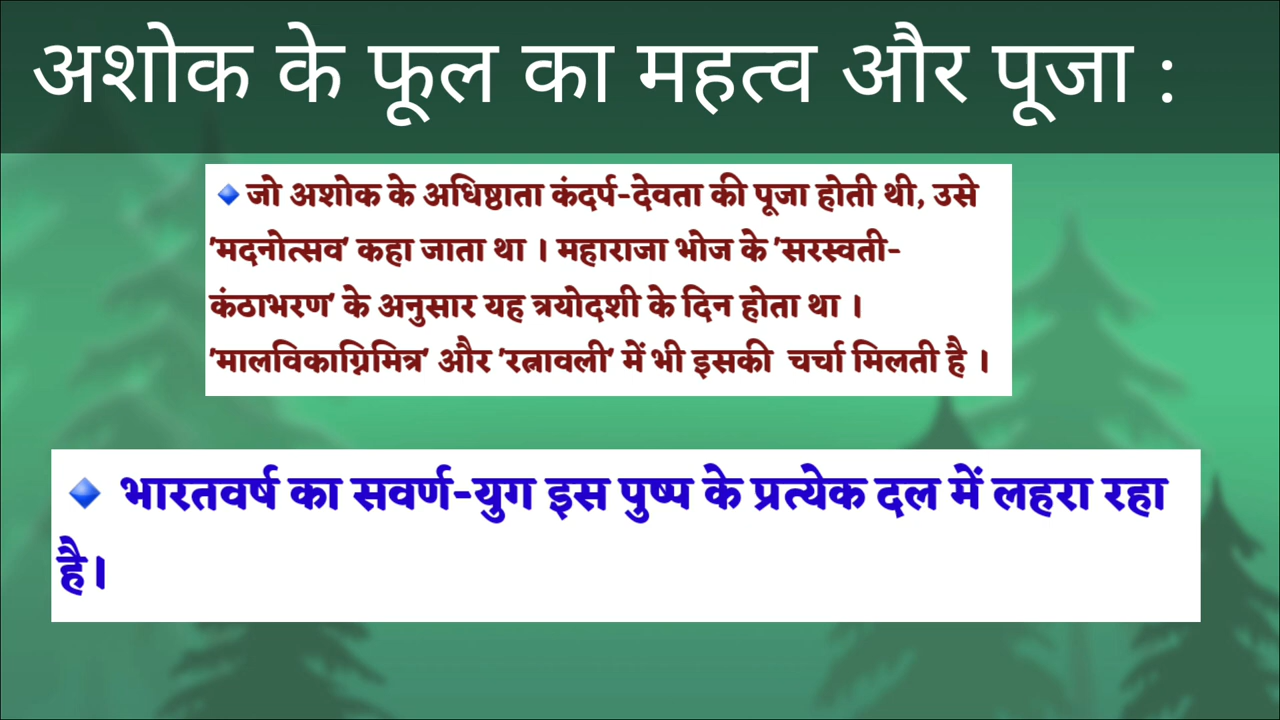 अशोक के फूल का महत्व और पूजा :
🔹जो अशोक के अधिष्ठाता कंदर्प-देवता की पूजा होती थी, उसे
'मदनोत्सव' कहा जाता था । महाराजा भोज के 'सरस्वती-
कंठाभरण' के अनुसार यह त्रयोदशी के दिन होता था ।
'मालविकाग्निमित्र' और 'रत्नावली' में भी इसकी चर्चा मिलती है ।
🔹 भारतवर्ष का सवर्ण-युग इस पुष्प के प्रत्येक दल में लहरा रहा
है।